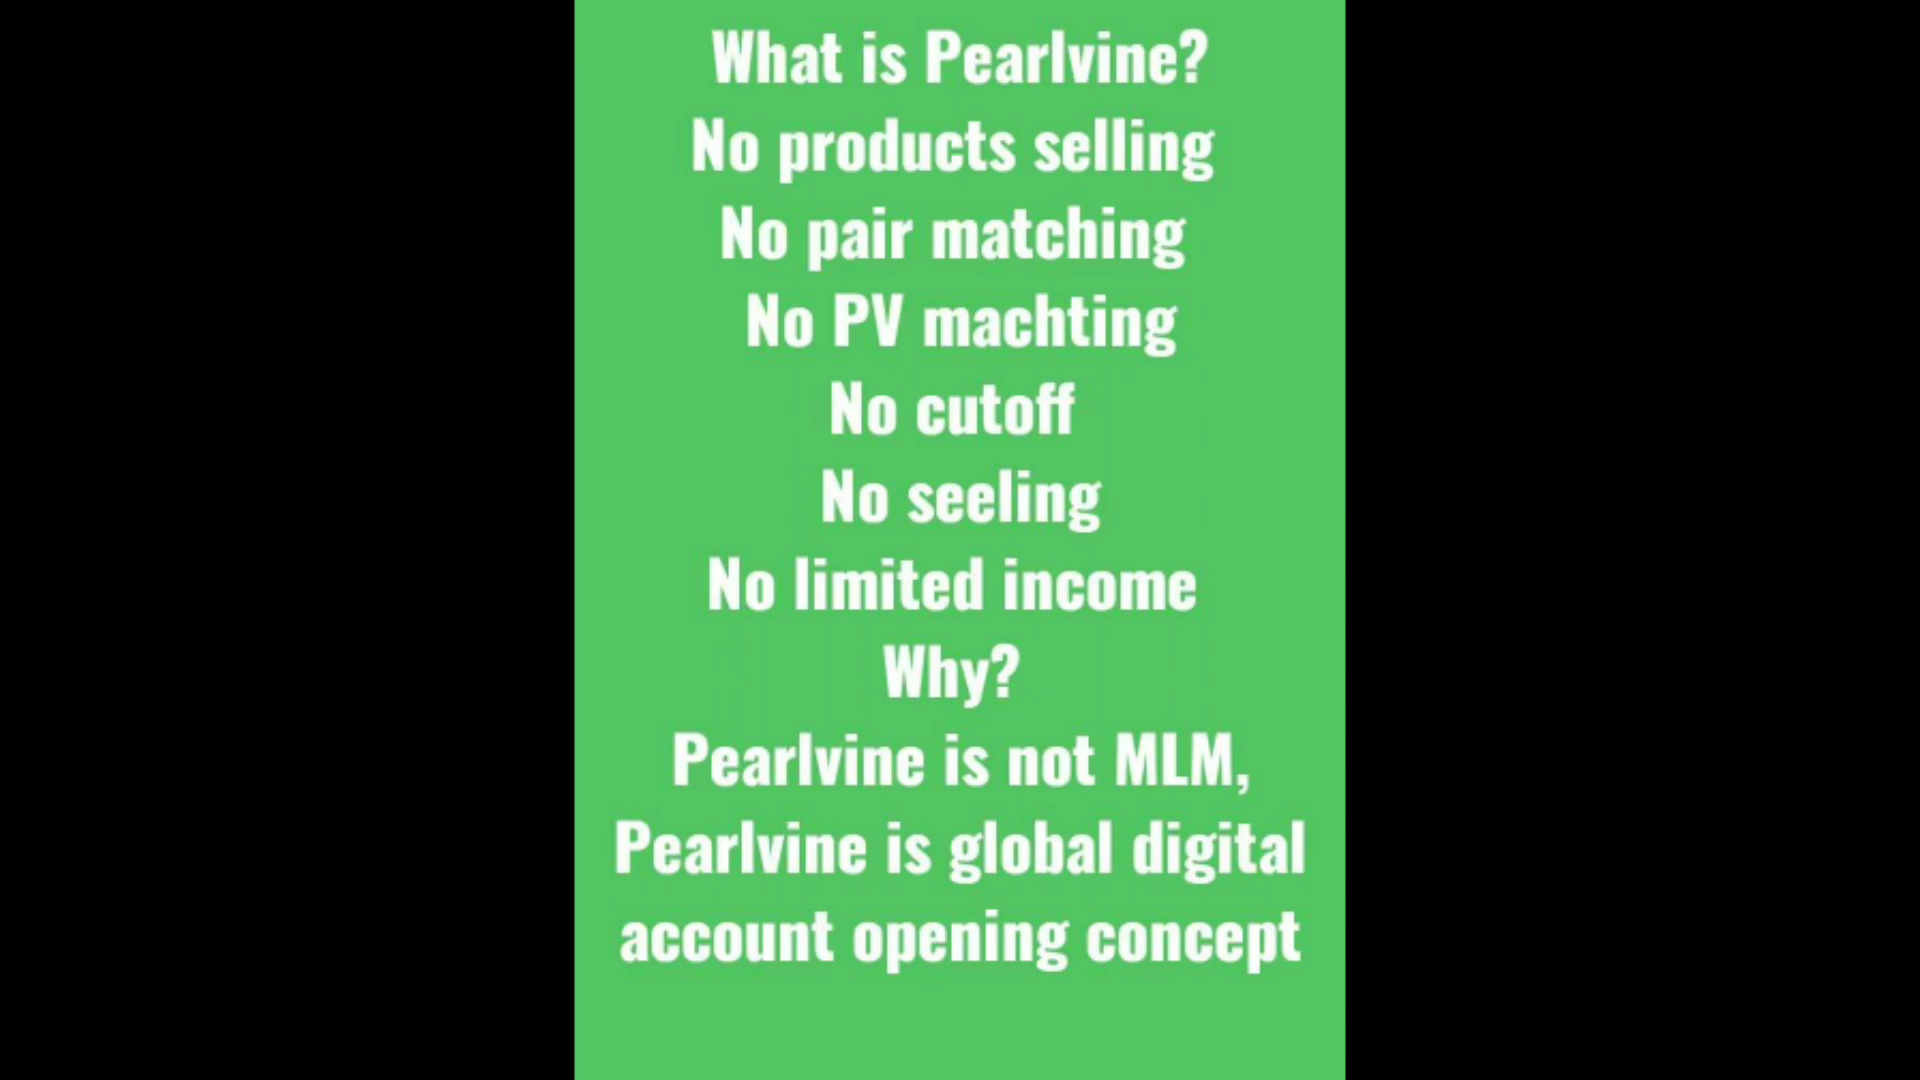 What is Pearlvine?
No products selling
No pair matching
No PV machting
No cutoff
No seeling
No limited income
Why?
Pearlvine is not MLM,
Pearlvine is global digital
account opening concept